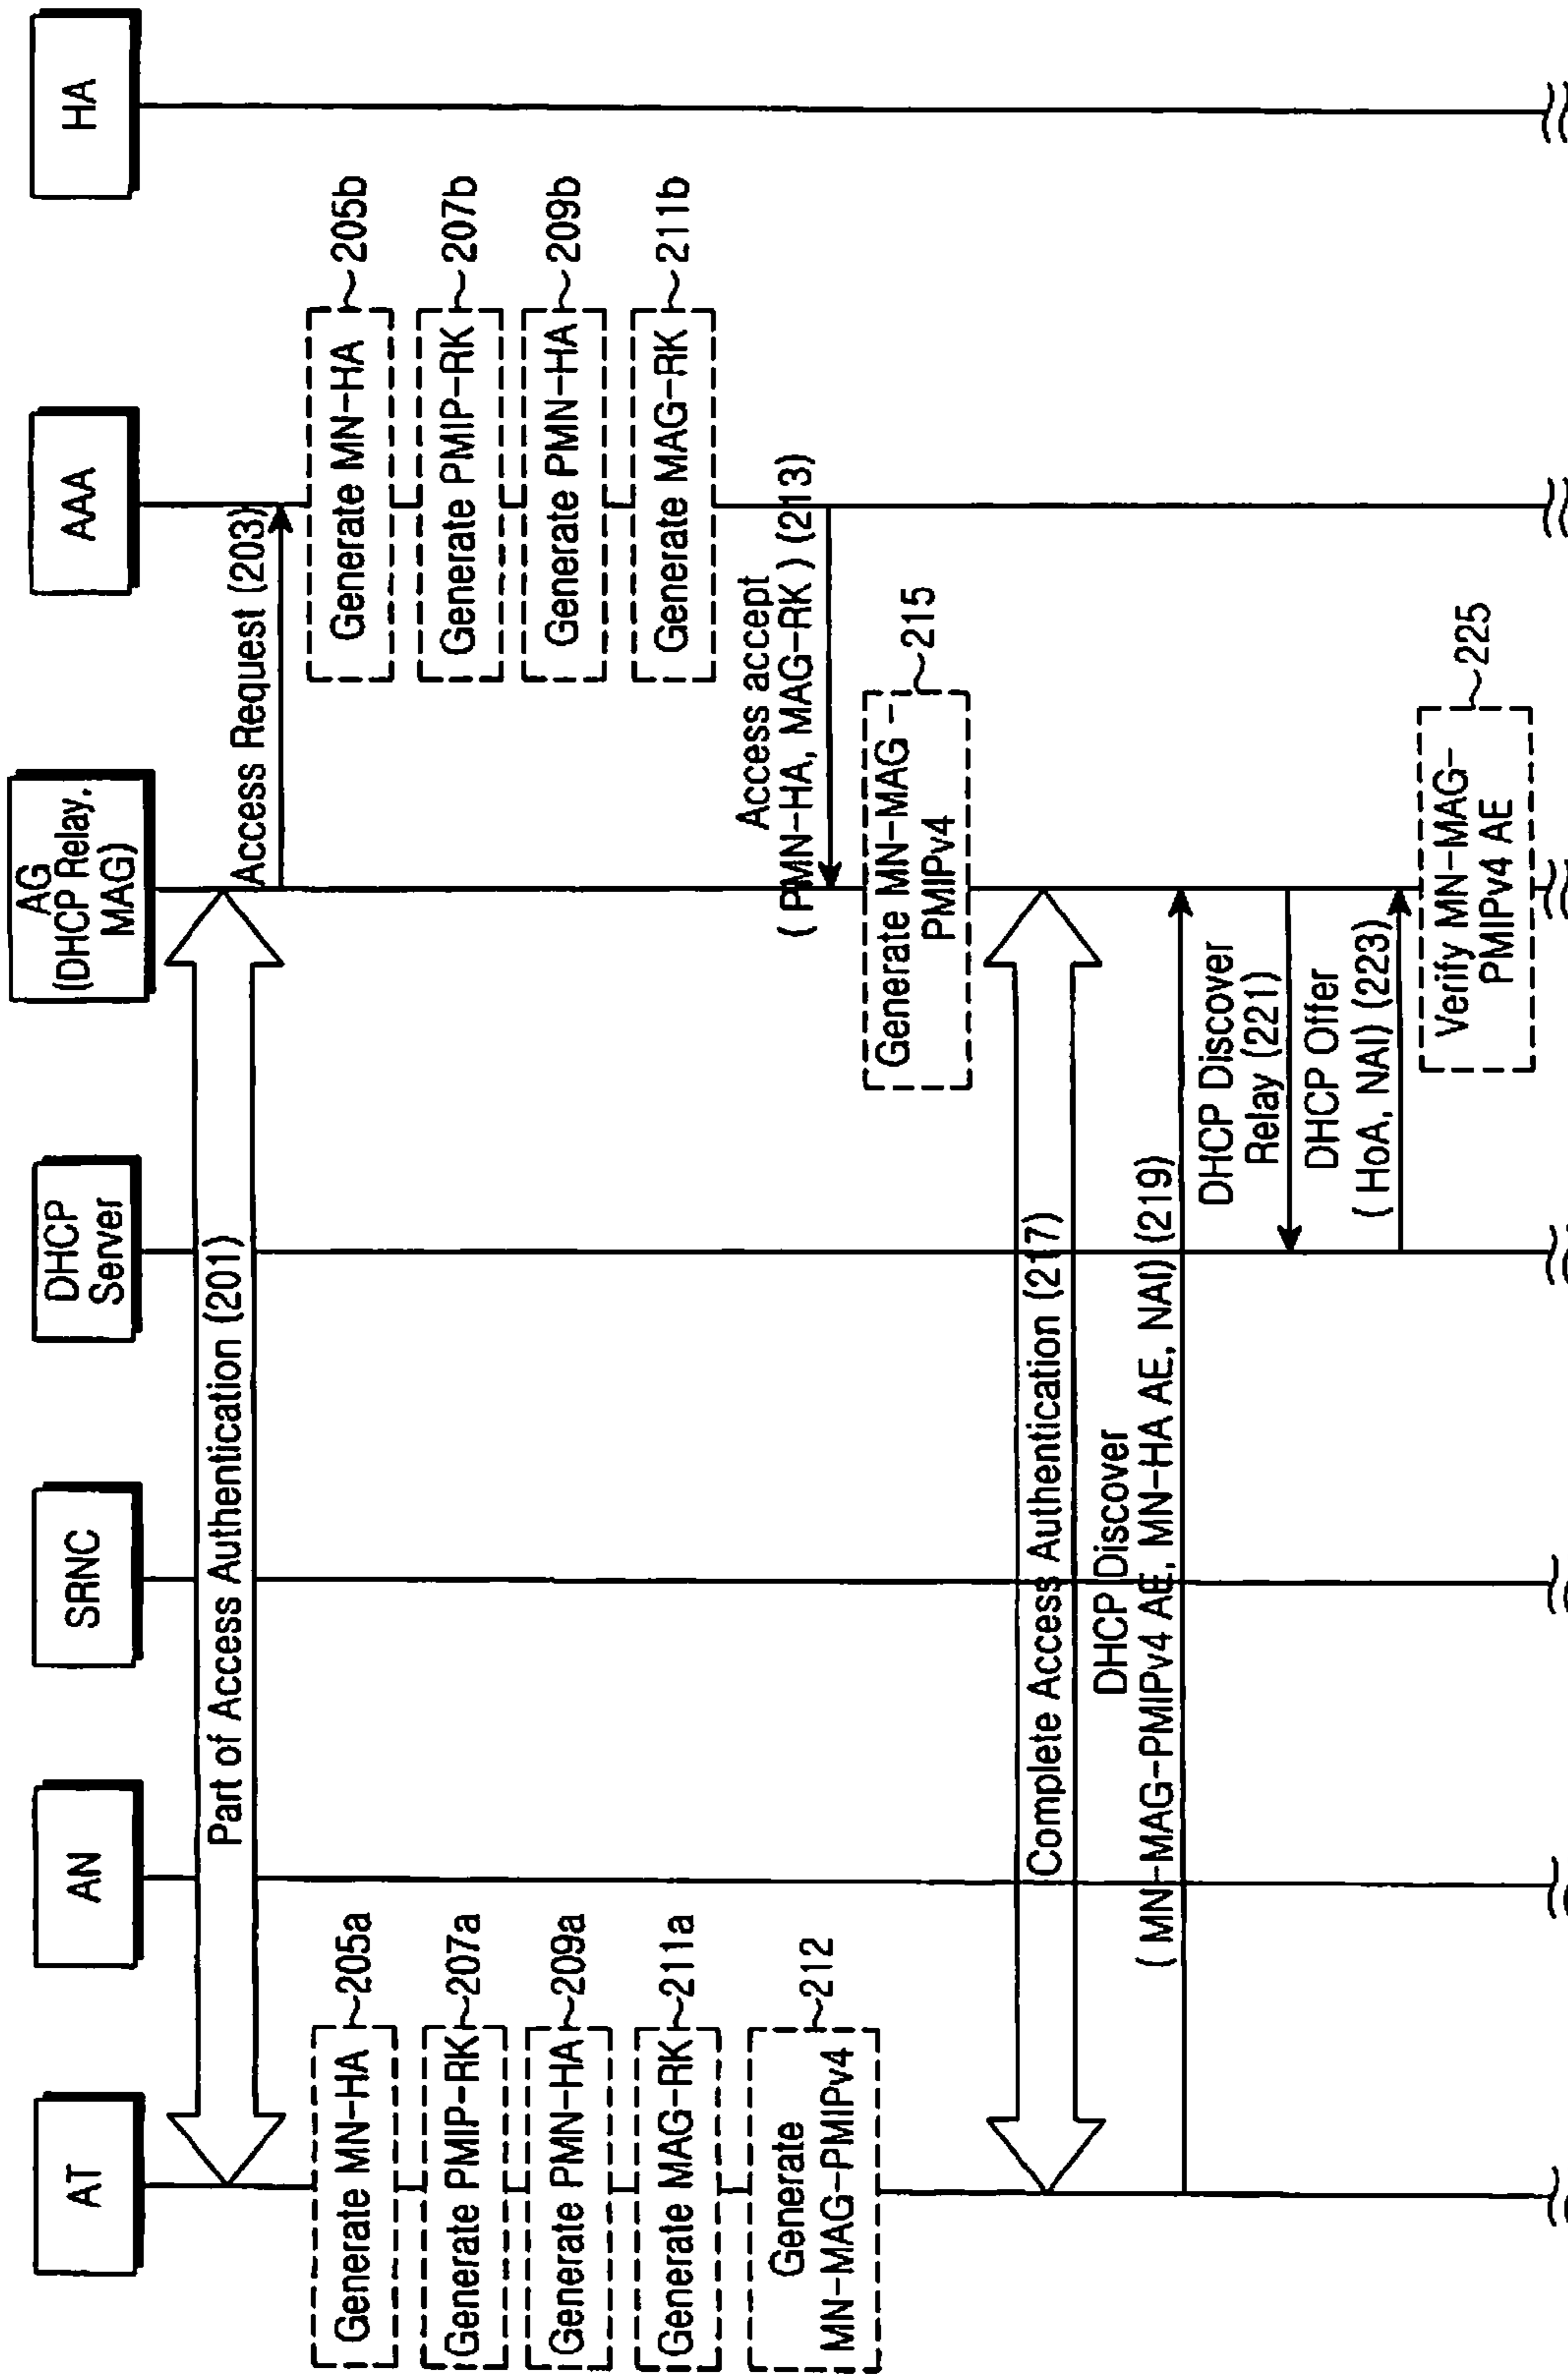 AT
AN
SRNC
DHCP
Server
AG
(DHCP Relay,
MAG)
AAA
HA
Part of Access Authentication (201)
Access Request (203)
Generate MN-HA
205a
Generate MN-HA
205b
Generate PMIP-RK
207a
Generate PMIP-RK
207b
Generate PMN-HA
209a
Generate PMN-HA
209b
Generate MAG-RK
211a
Generate MAG-RK
211b
Generate
MN-MAG-PMIPv4
212
Access accept
( PMN-HA, MAG-RK ) (213)
Generate MN-MAG -
PMIPv4
215
Complete Access Authentication (217)
DHCP Discover
( MN-MAG-PMIPv4 AE, MN-HA AE, NAI) (219)
DHCP Discover
Relay (221)
DHCP Offer
( HoA, NAI) (223)
Verify MN-MAG-
PMIPv4 AE
225